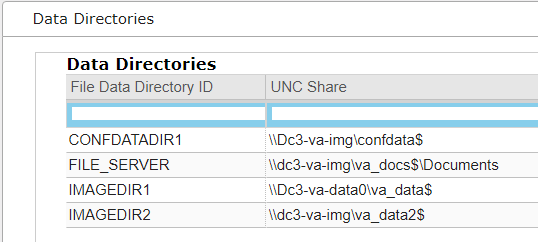 Data Directories
Data Directories
File Data Directory ID UNC Share
CONFDATADIR1 \\Dc3-va-img\confdata$
FILE_SERVER \\dc3-va-img\va_docs$\Documents
IMAGEDIR1 \\Dc3-va-data0\va_data$
IMAGEDIR2 \\dc3-va-img\va_data2$